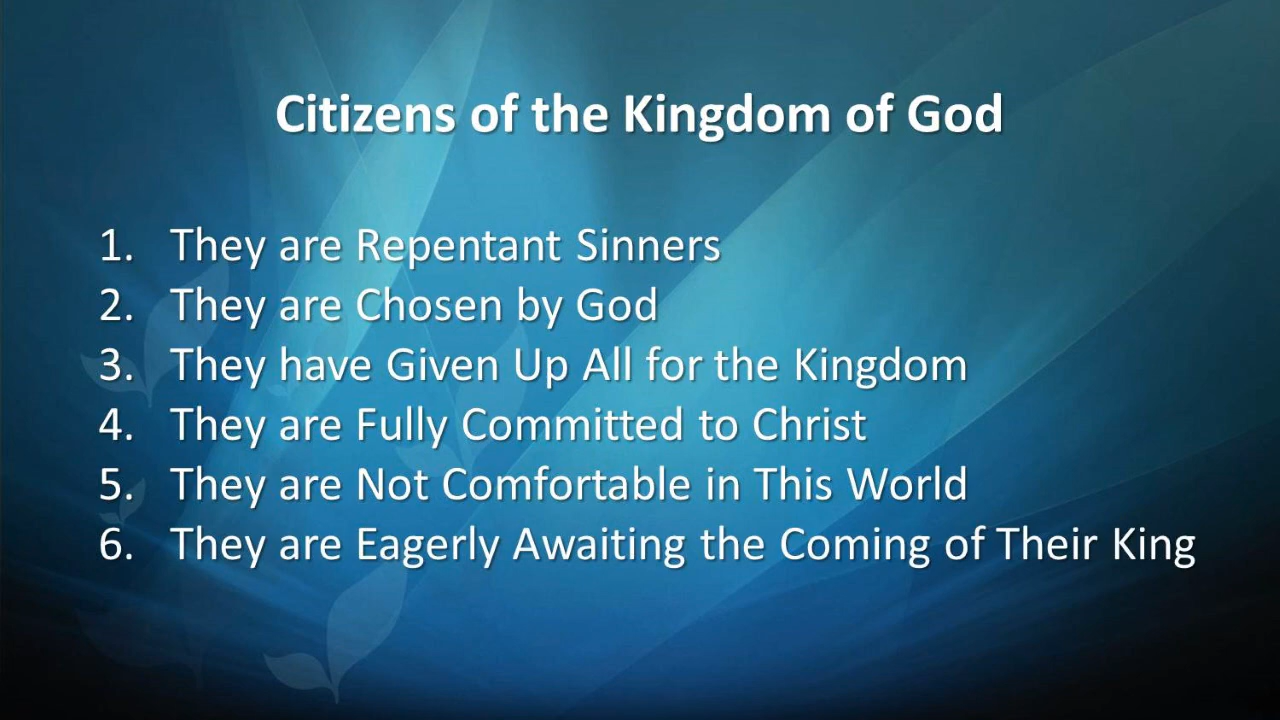 Citizens of the Kingdom of God
1. They are Repentant Sinners
2. They are Chosen by God
3. They have Given Up All for the Kingdom
4. They are Fully Committed to Christ
5. They are Not Comfortable in This World
6. They are Eagerly Awaiting the Coming of Their King